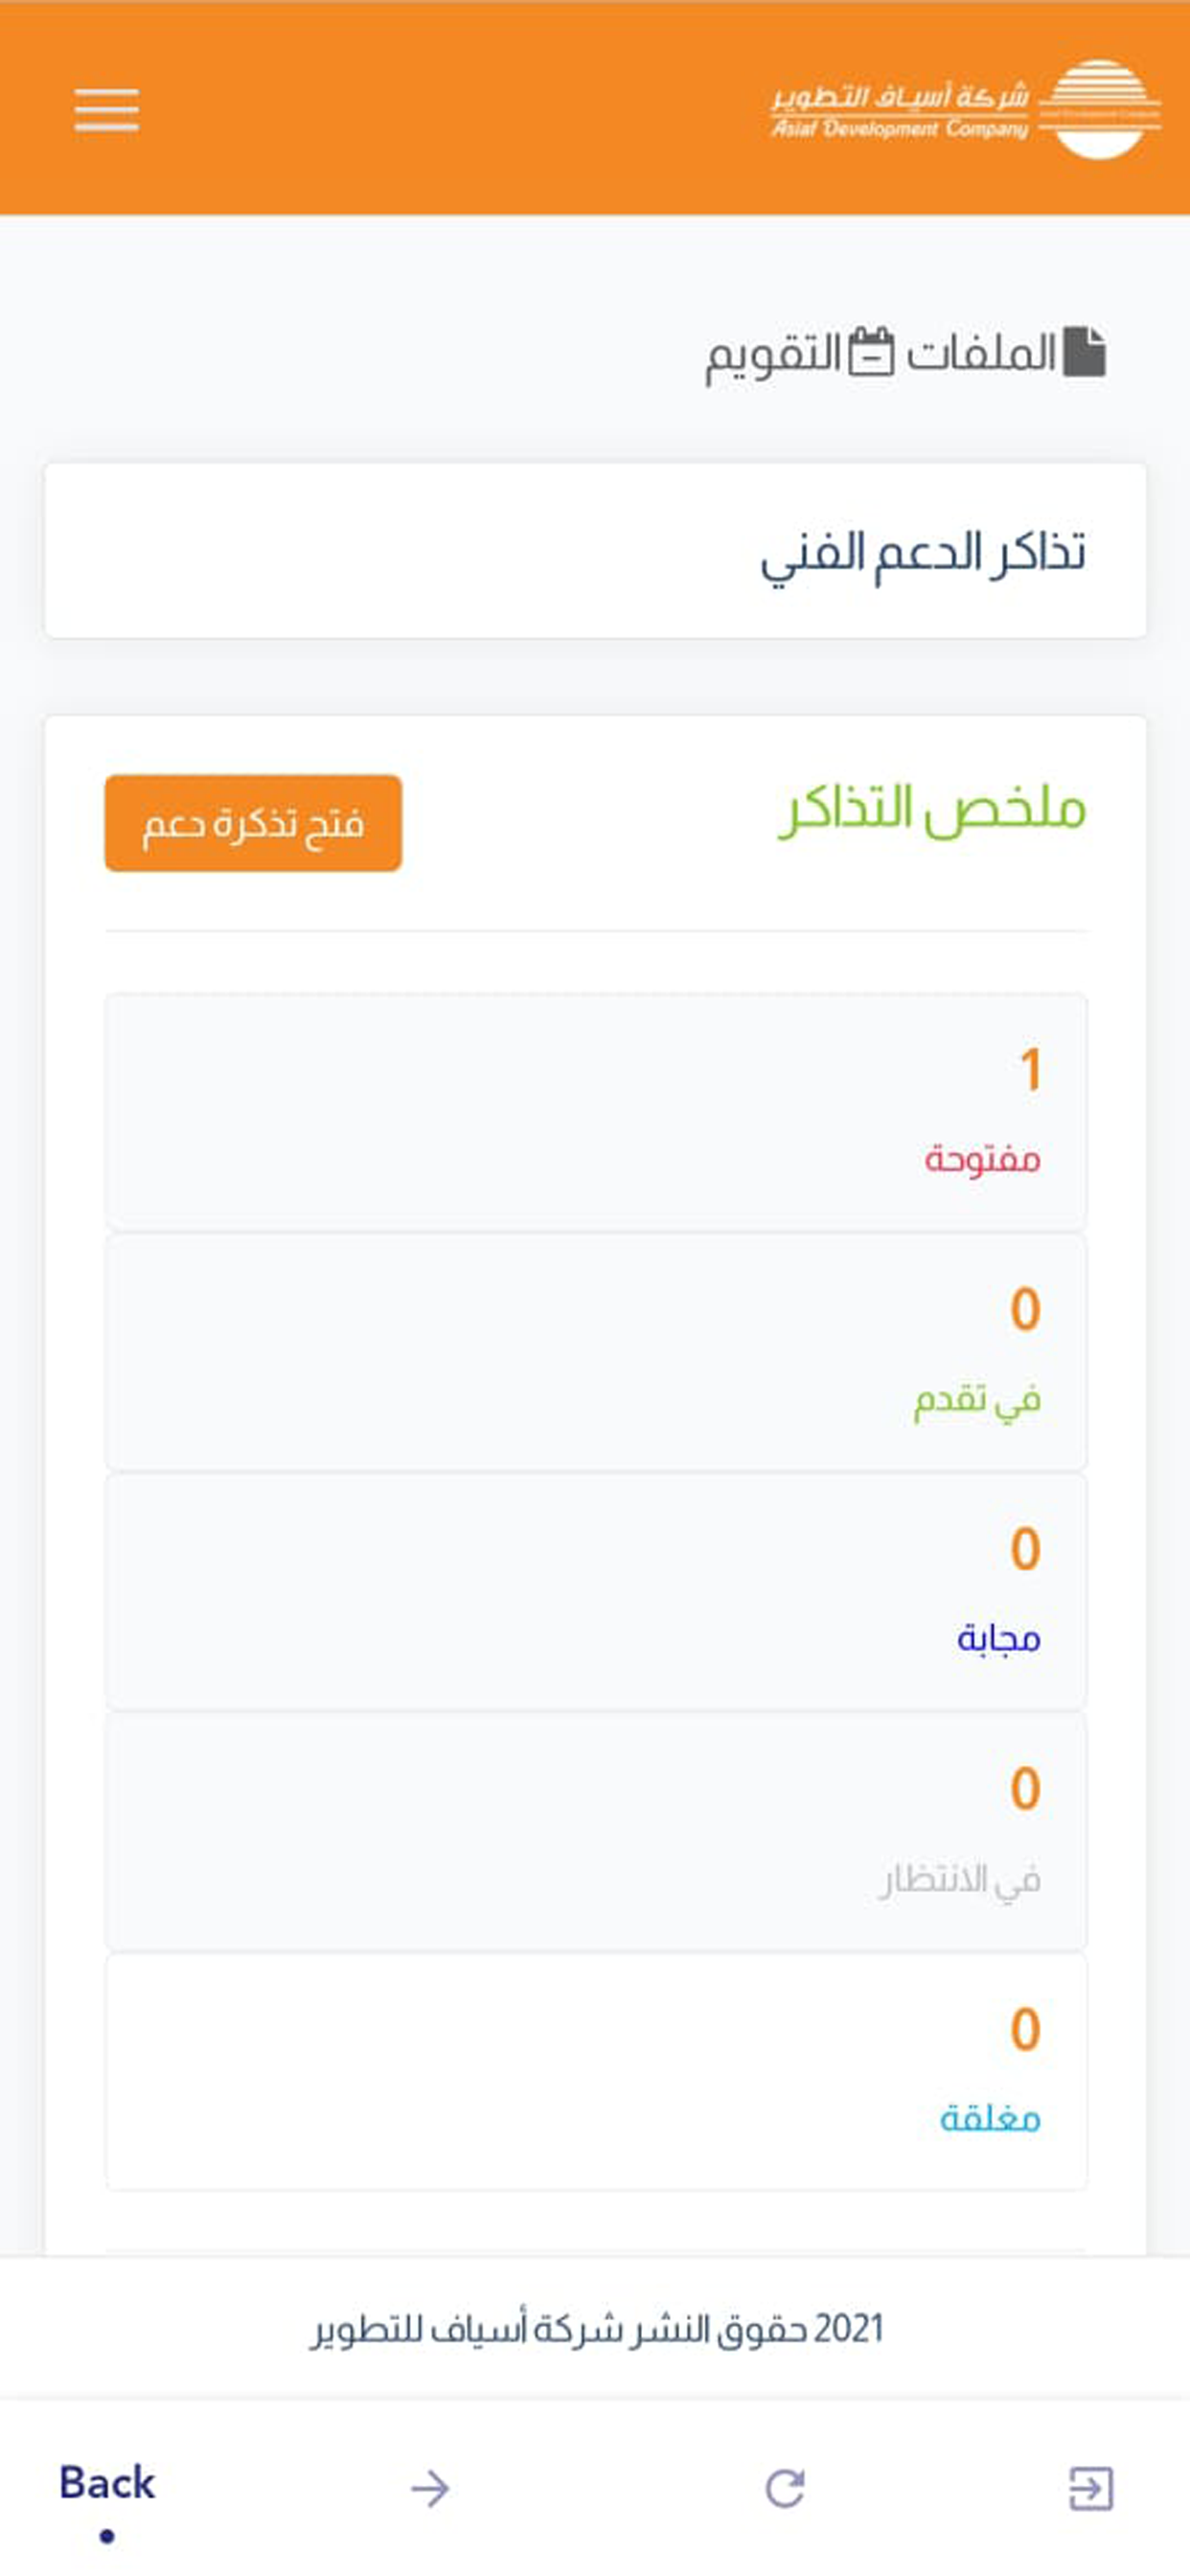 شركة أسياف التطوير
Asiaf Development Company
الملفات التقويم
تذاكر الدعم الفني
ملخص التذاكر
فتح تذكرة دعم
1
مفتوحة
0
في تقدم
0
مجابة
0
في الانتظار
0
مغلقة
2021 حقوق النشر شركة أسياف للتطوير
Back